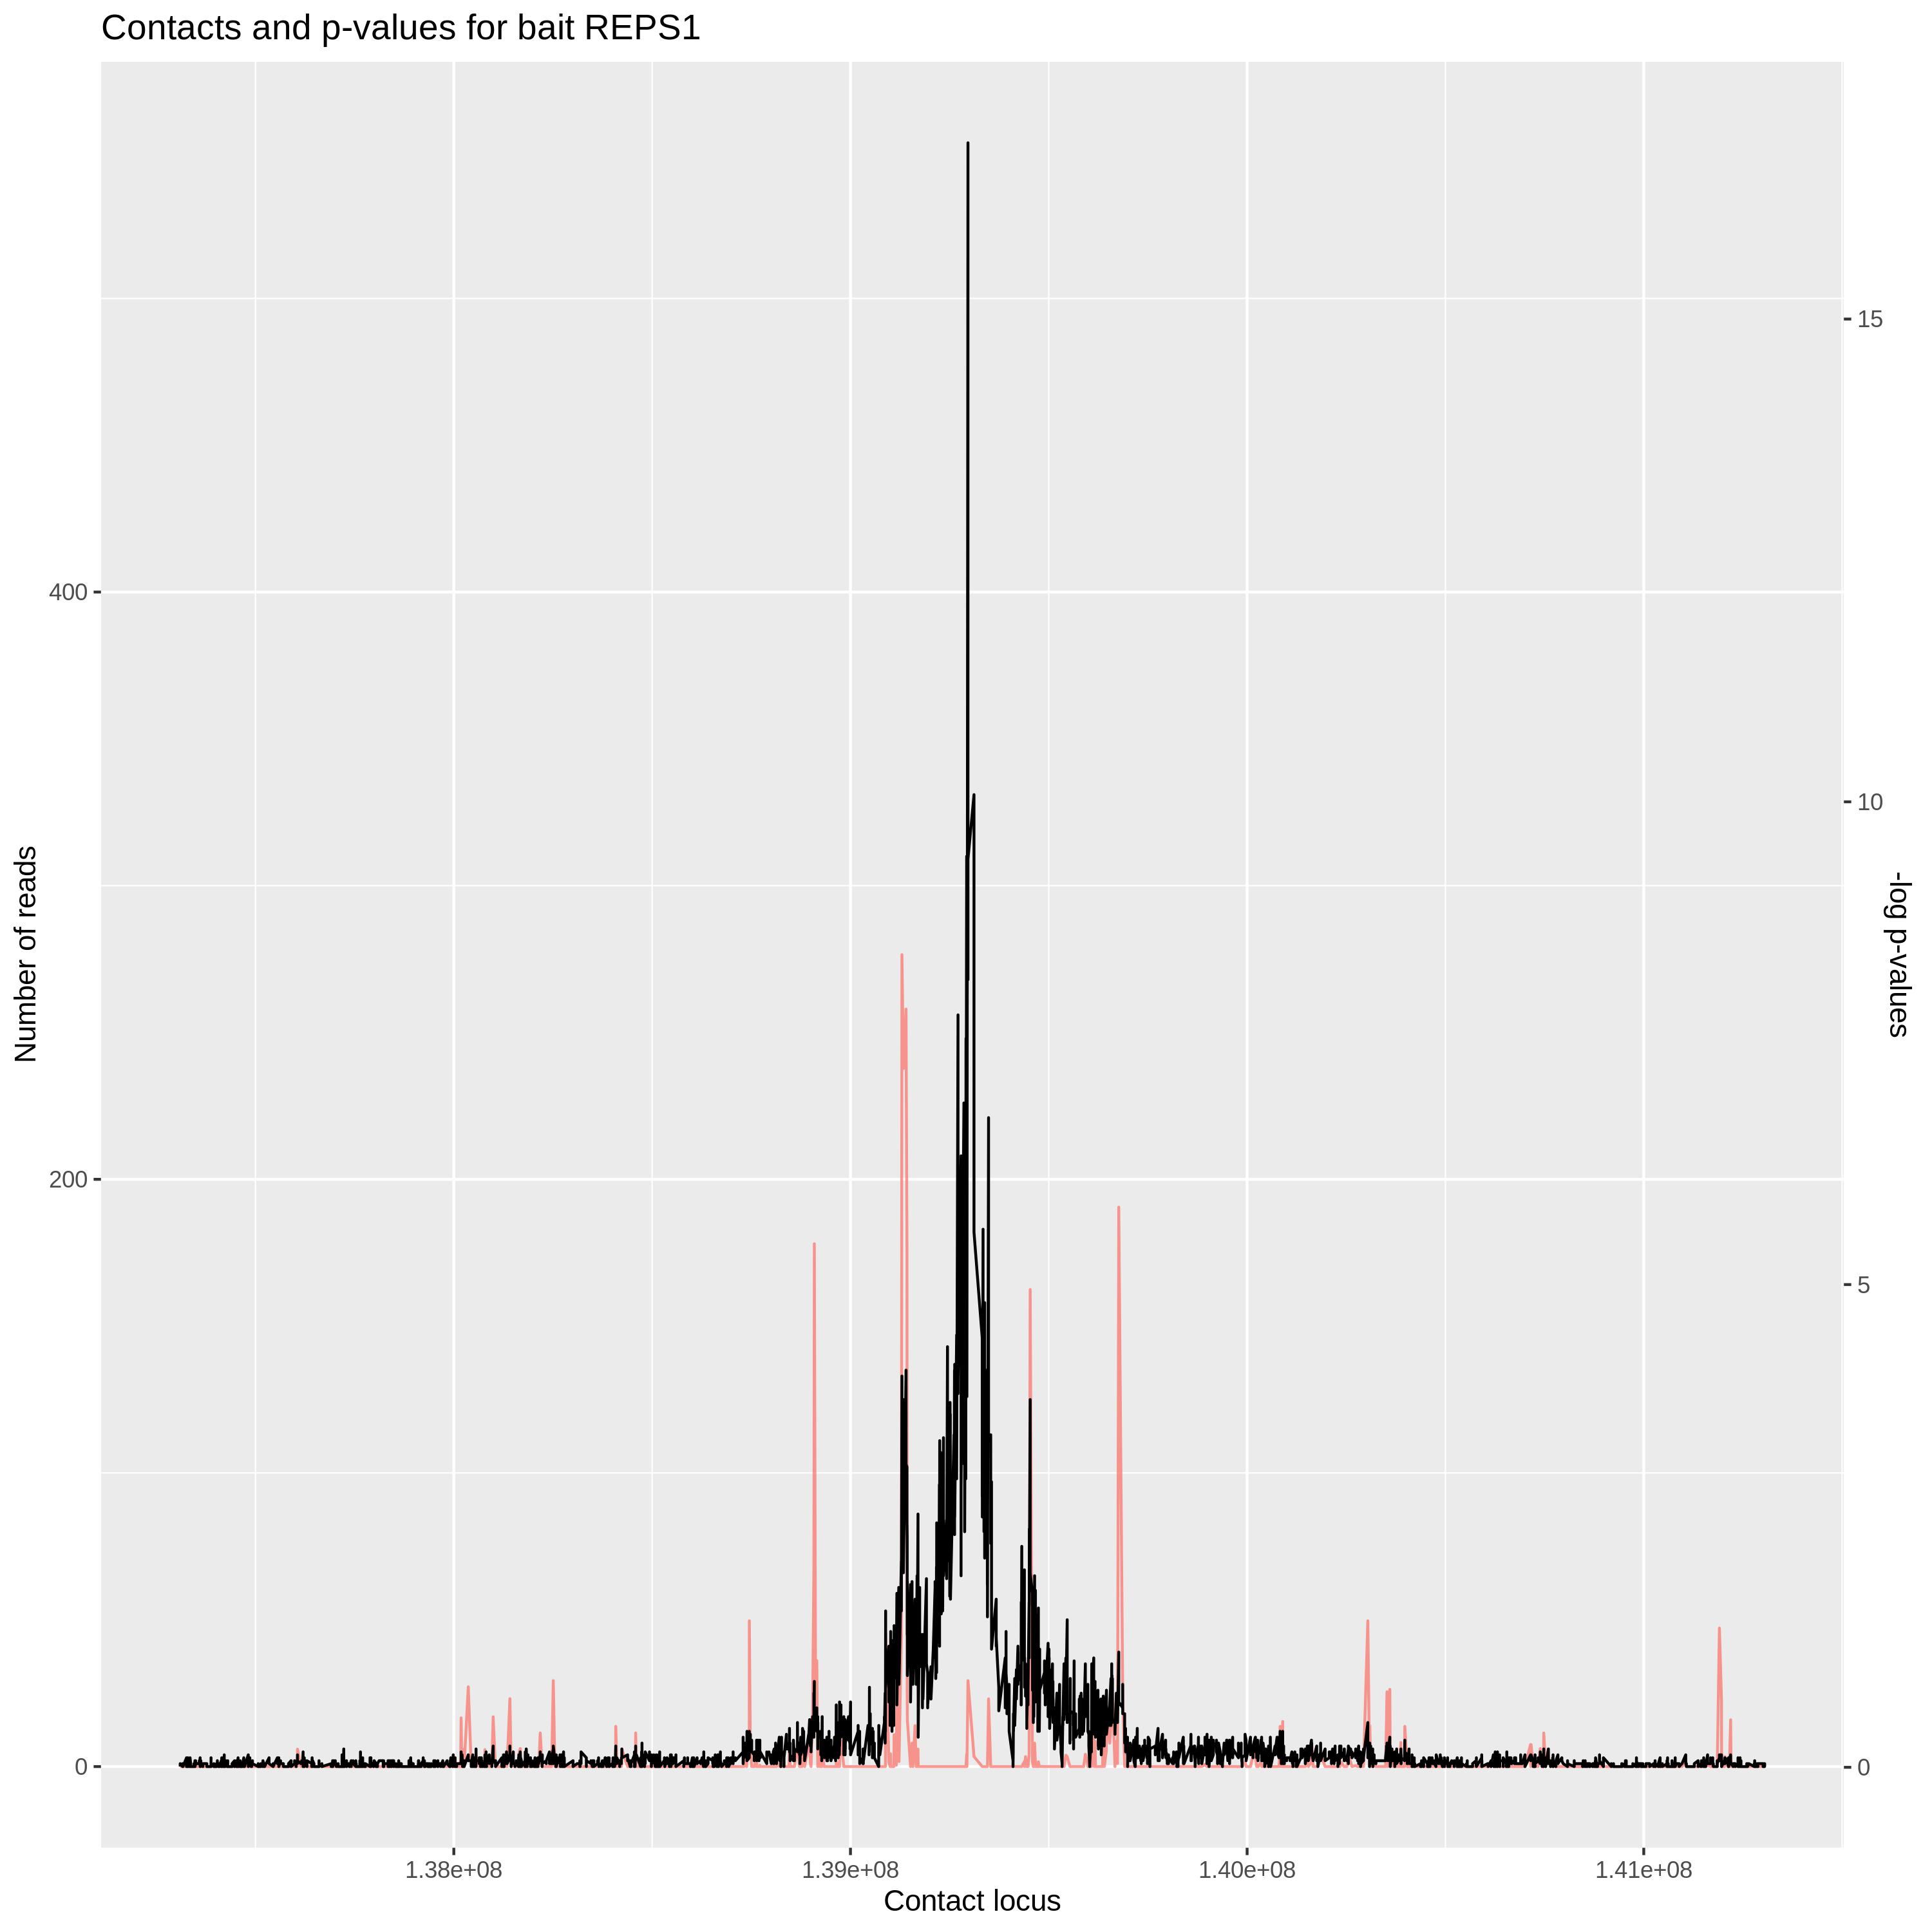 Contacts and p-values for bait REPS1
Number of reads
400
200
0
15
10
5
0
-log p-values
1.38e+08
1.39e+08
1.40e+08
1.41e+08
Contact locus